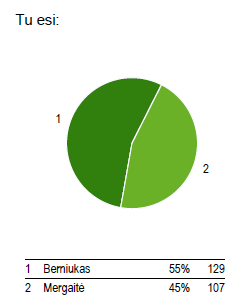 Tu esi:
1
2
1 Berniukas 55% 129
2 Mergaitė 45% 107